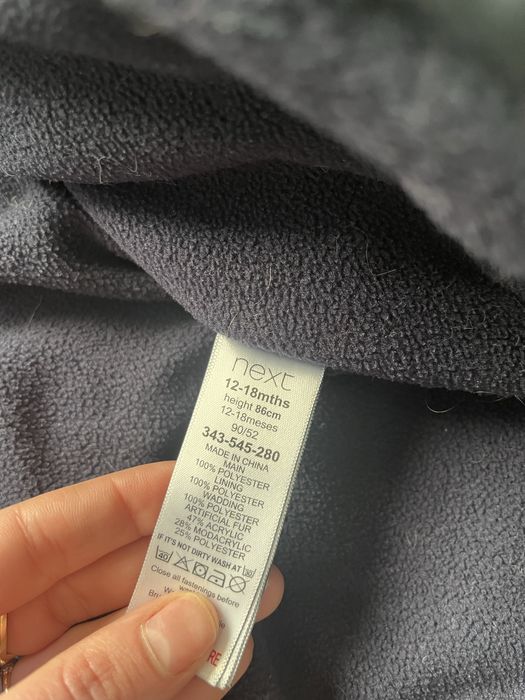 next
12-18mths
height 86cm
12-18meses
90/52
343-545-280
MADE IN CHINA
MAIN
100% POLYESTER
LINING
100% POLYESTER
WADDING
100% POLYESTER
ARTIFICIAL FUR
47% ACRYLIC
28% MODACRYLIC
25% POLYESTER
IF IT'S NOT DIRTY WASH AT 30
40
Close all fastenings before